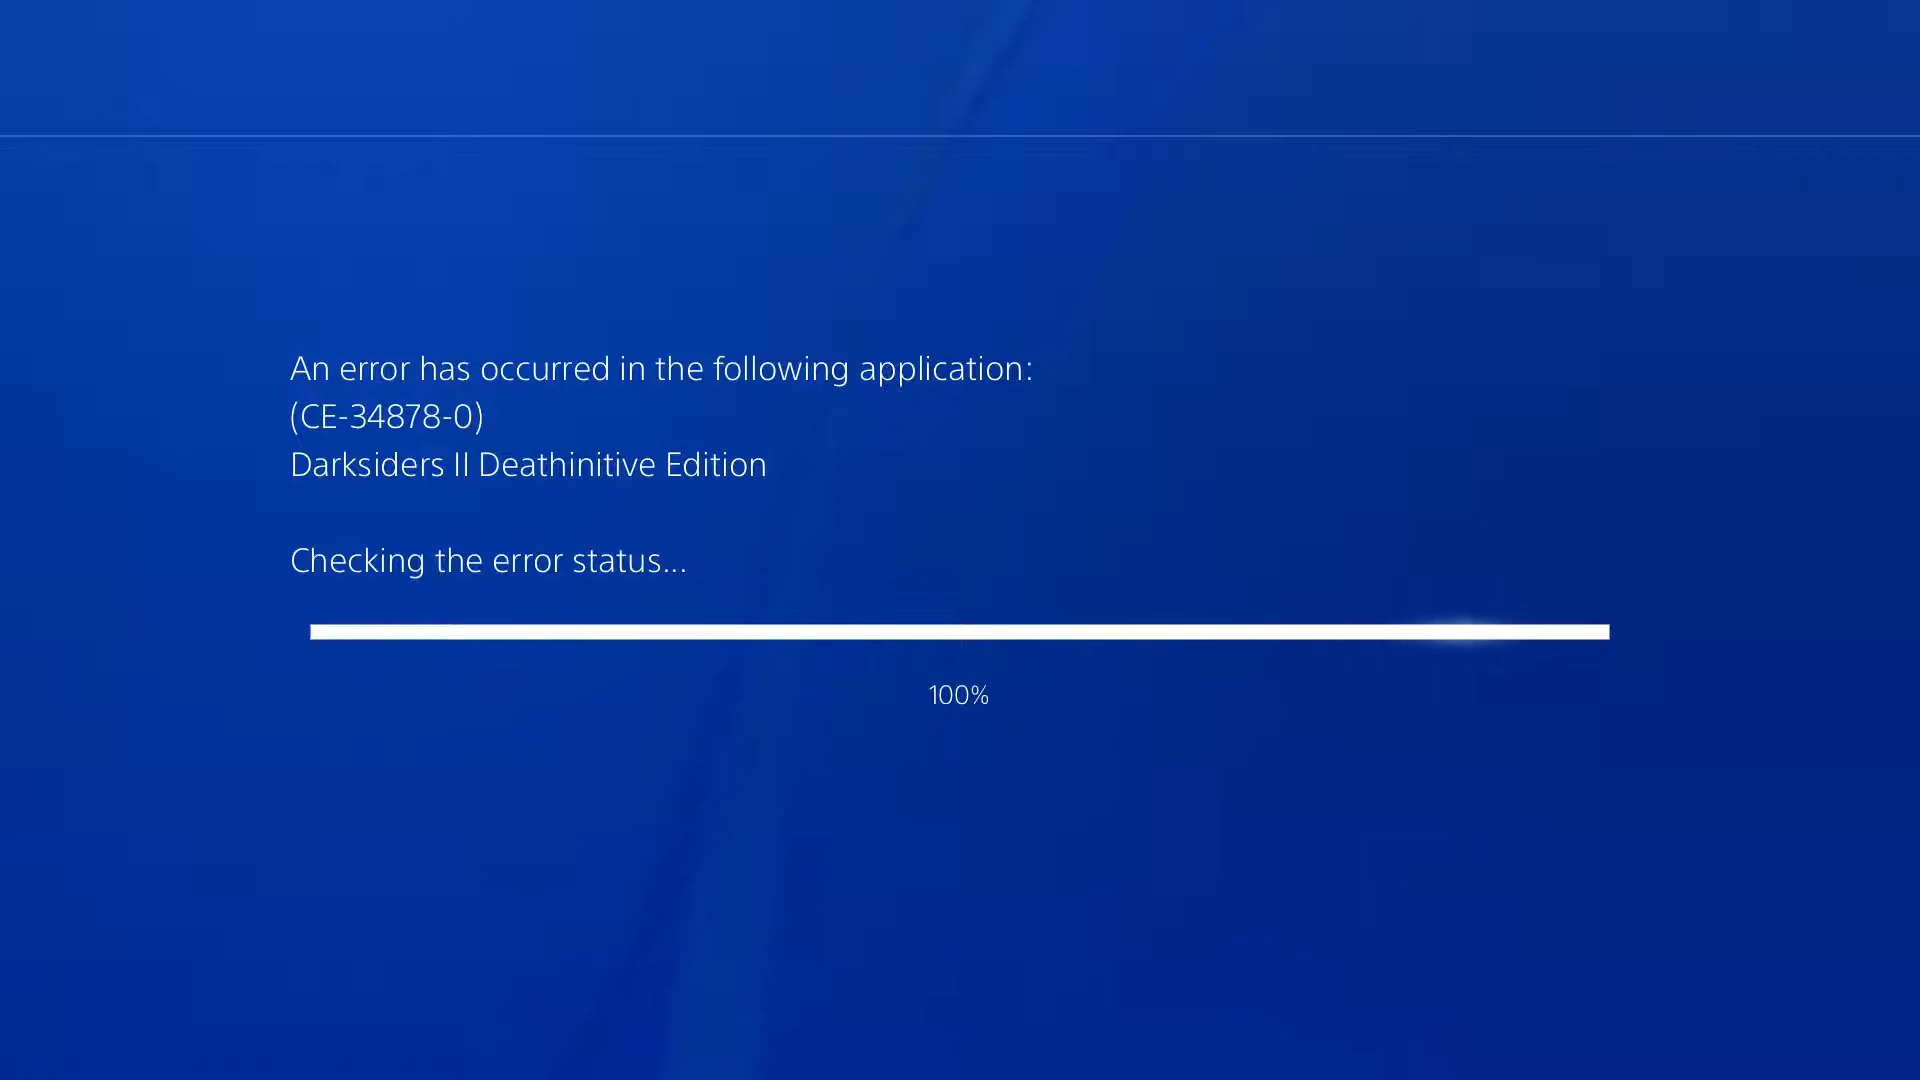 An error has occurred in the following application:
(CE-34878-0)
Darksiders II Deathinitive Edition
Checking the error status...
100%